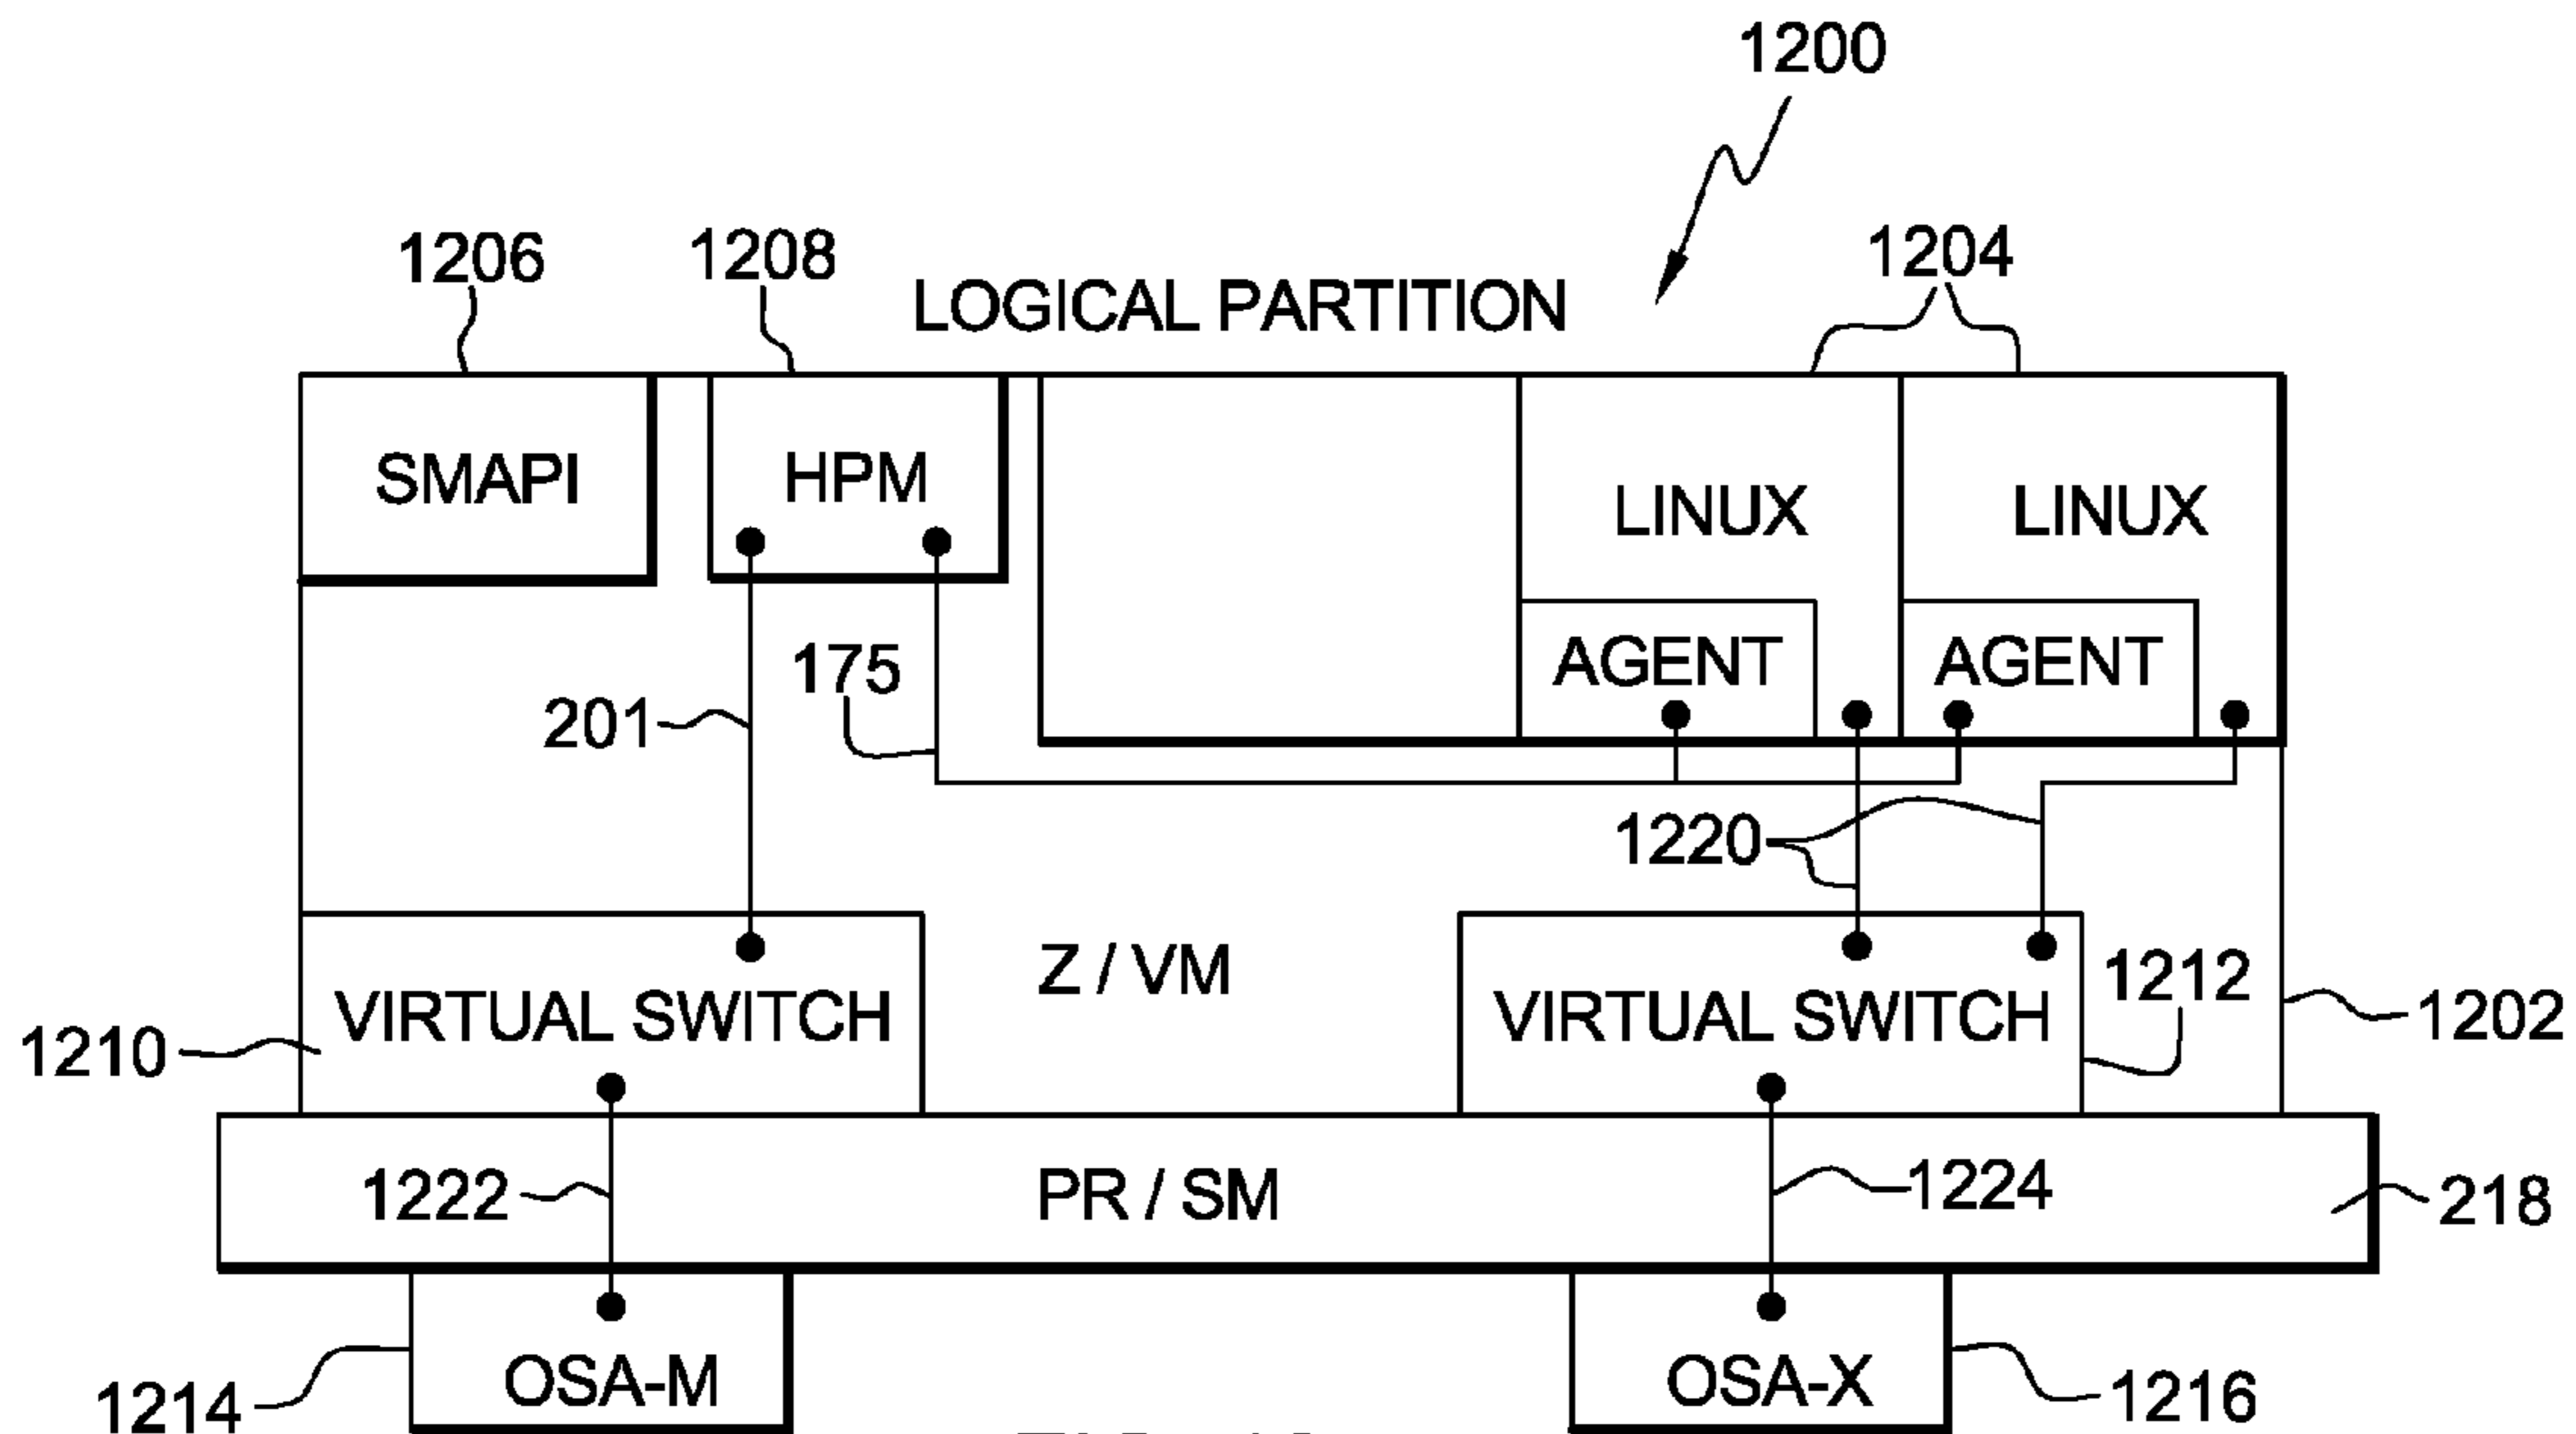 1200
1206
1208
1204
LOGICAL PARTITION
SMAPI
HPM
LINUX
LINUX
AGENT
AGENT
175
201
1220
Z / VM
1212
VIRTUAL SWITCH
VIRTUAL SWITCH
1202
1210
1222
PR / SM
1224
218
OSA-M
OSA-X
1214
1216